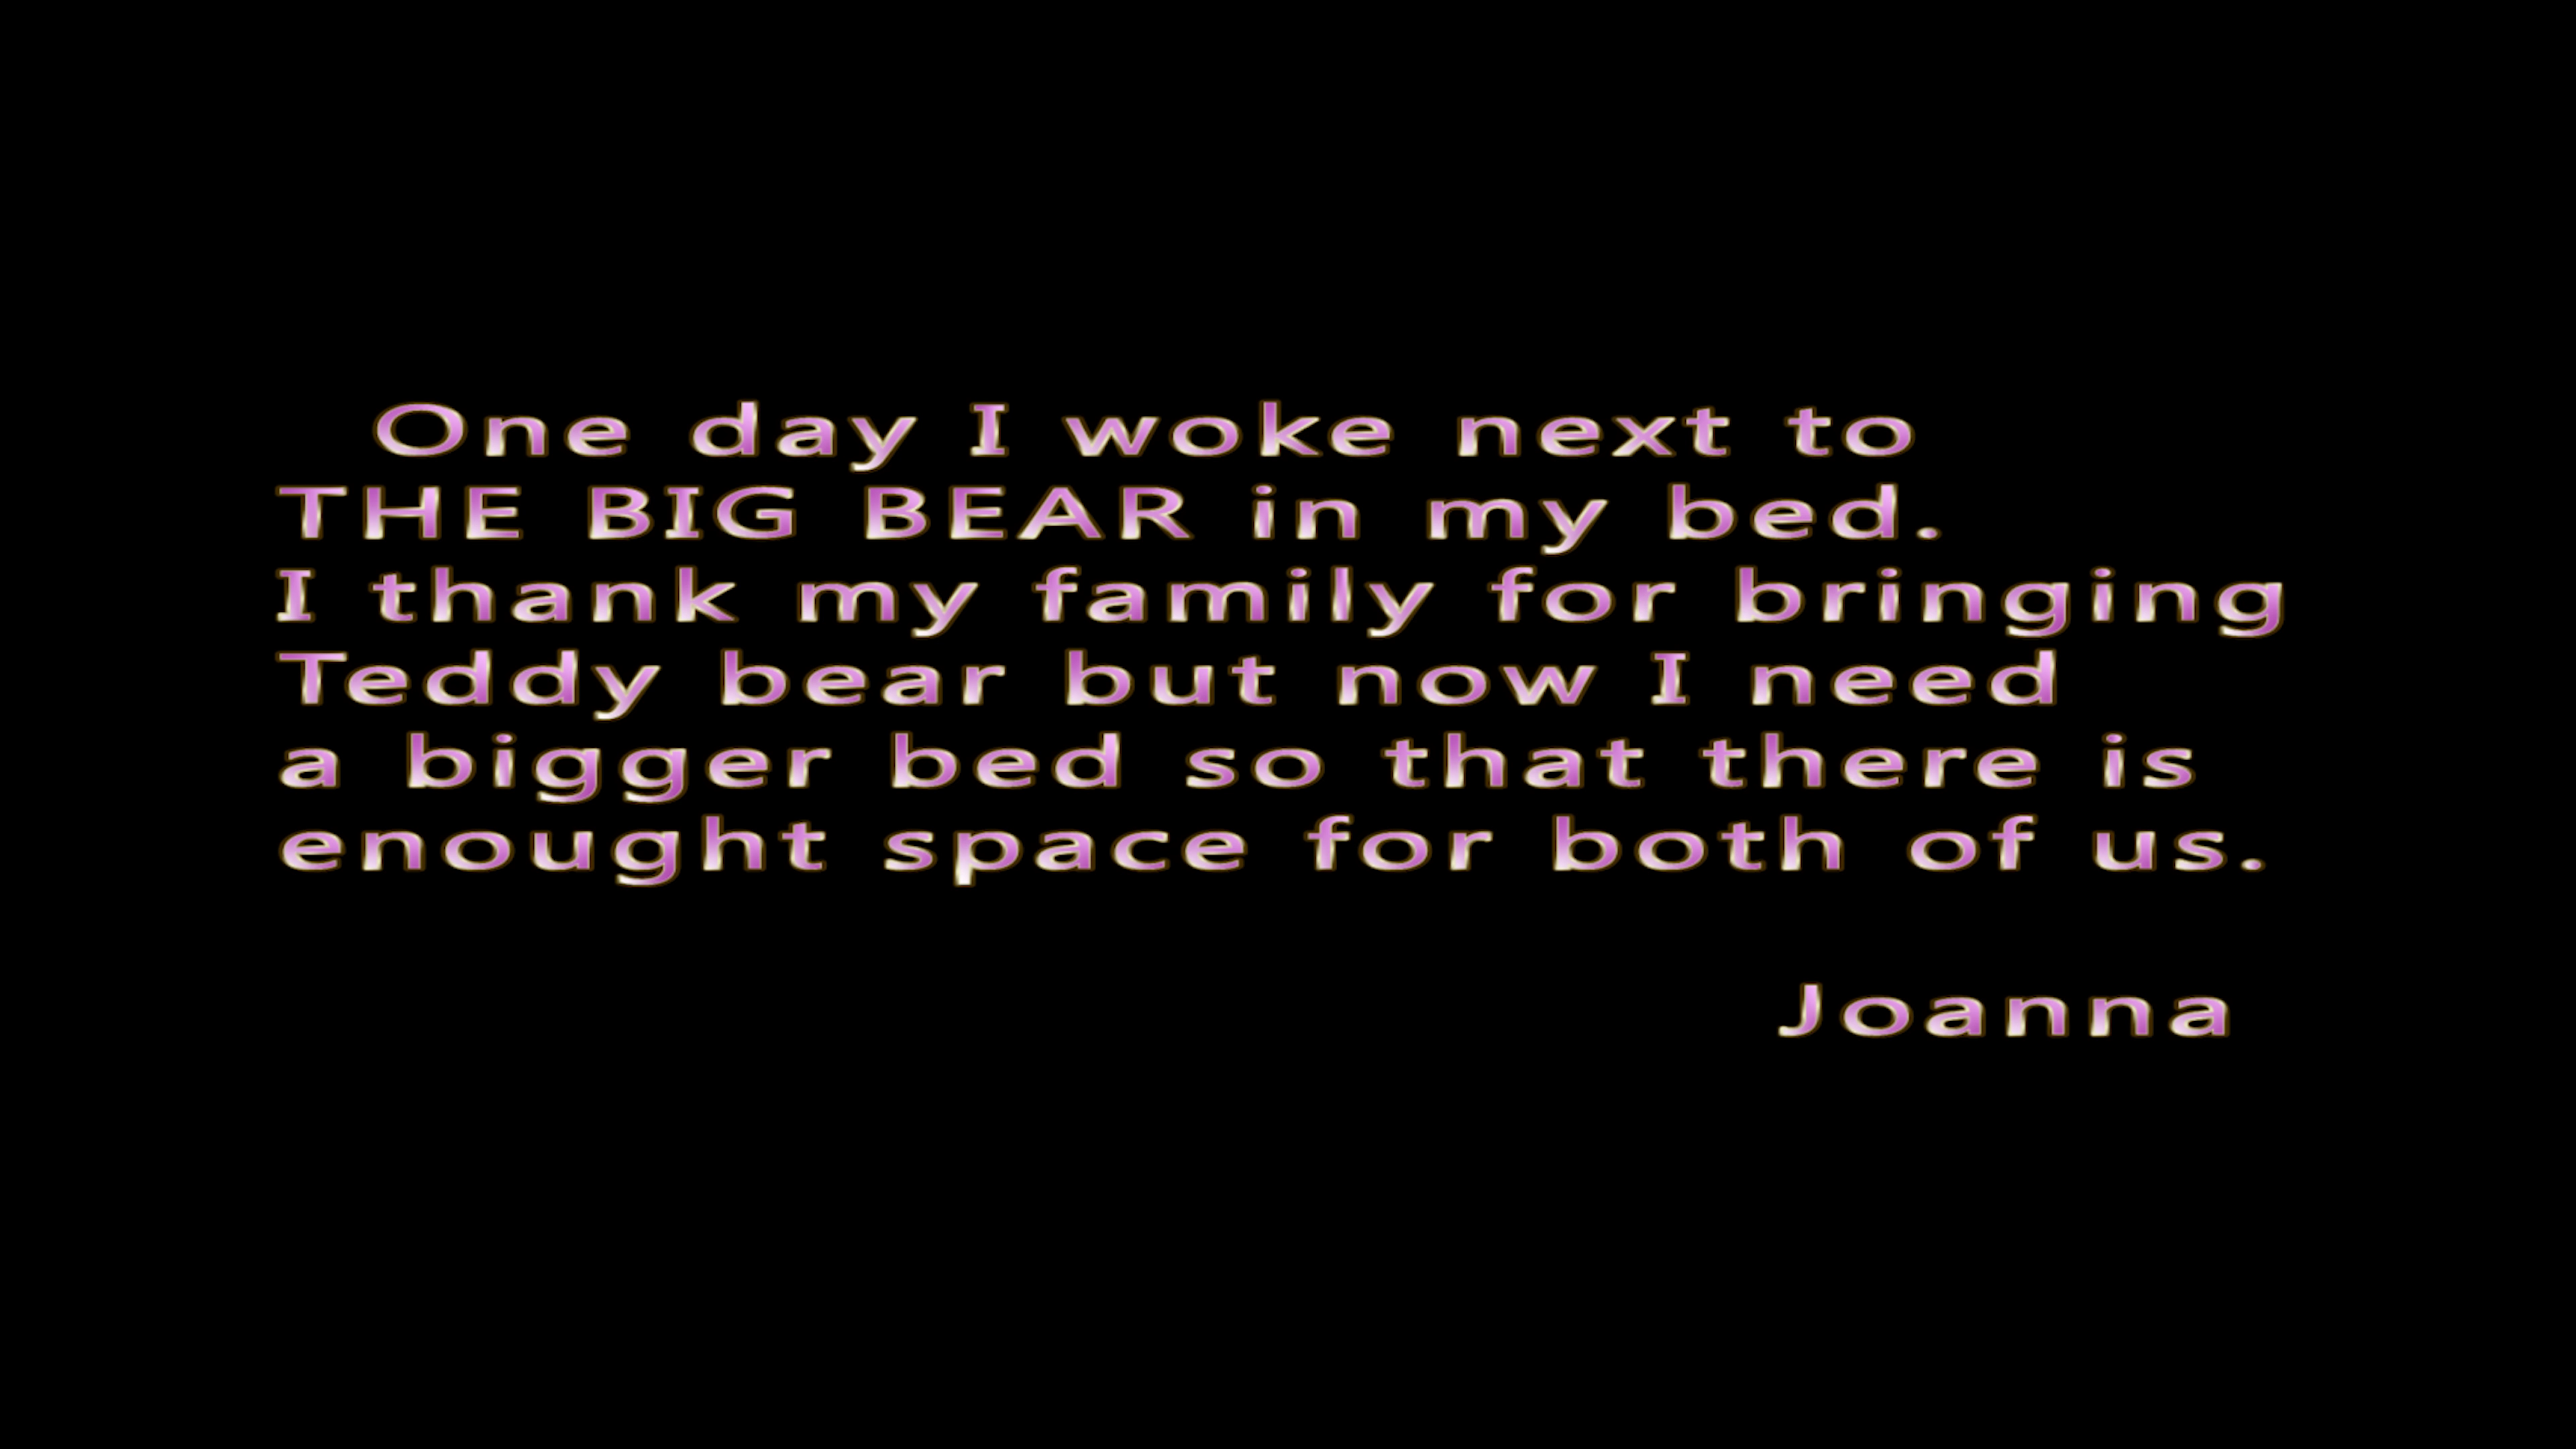 One day I woke next to
THE BIG BEAR in my bed.
I thank my family for bringing
Teddy bear but now I need
a bigger bed so that there is
enought space for both of us.
Joanna